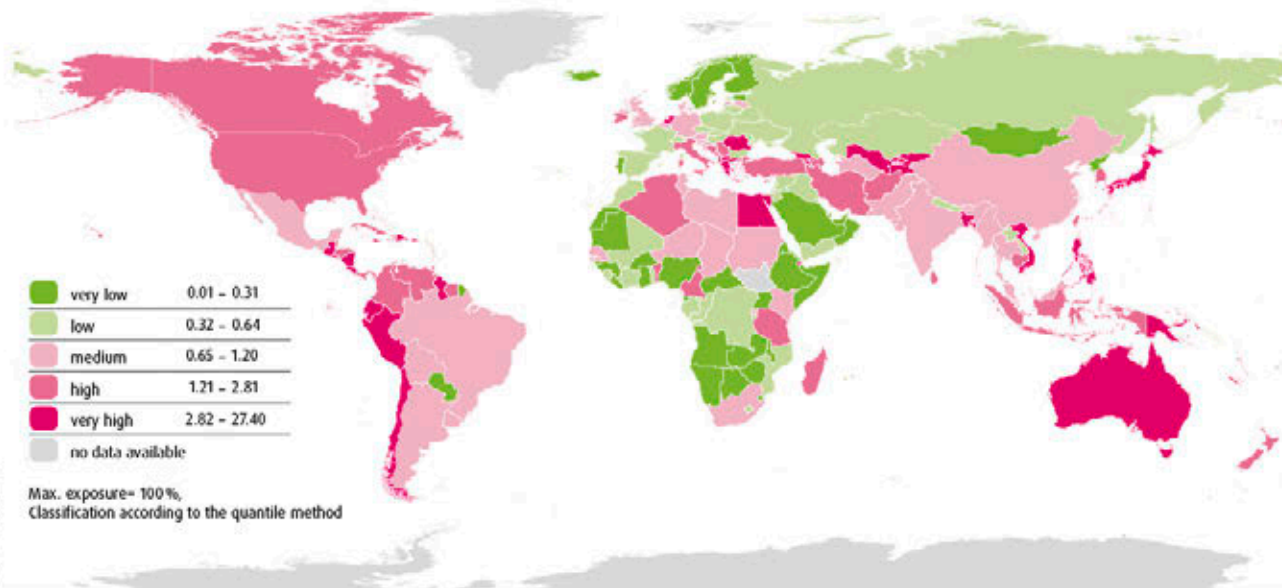 very low 0.01 – 0.31
low 0.32 – 0.64
medium 0.65 – 1.20
high 1.21 – 2.81
very high 2.82 – 27.40
no data available
Max. exposure= 100%,
Classification according to the quantile method